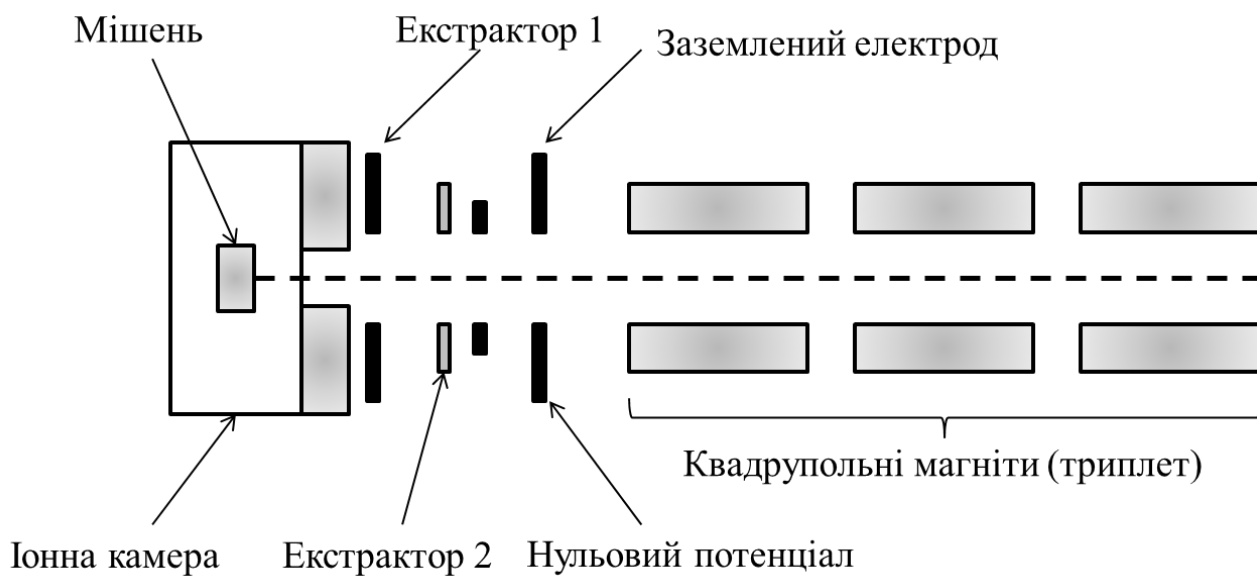 Мішень
Екстрактор 1
Заземлений електрод
Квадрупольні магніти (триплет)
Іонна камера
Екстрактор 2
Нульовий потенціал